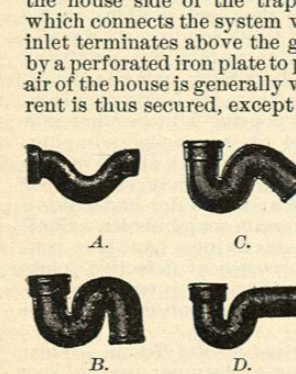 the house side of the trap
which connects the system
inlet terminates above the
by a perforated iron plate to
air of the house is generally
rent is thus secured, except
A.
C.
B.
D.